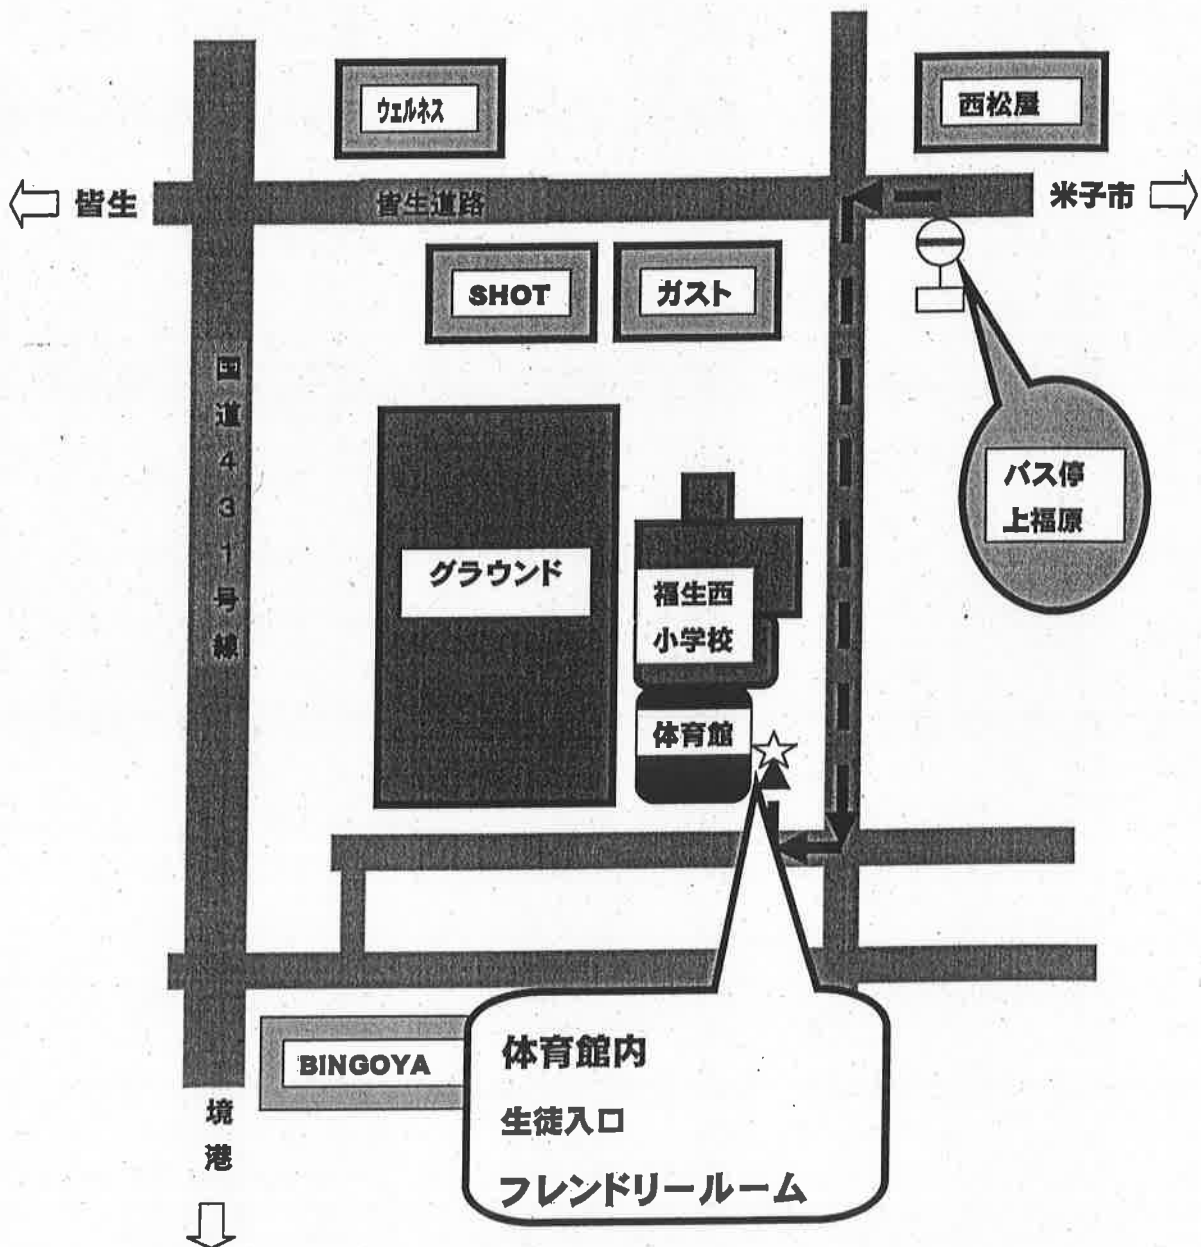 ウェルネス
西松屋
皆生
皆生道路
米子市
SHOT
ガスト
国道431号線
バス停
上福原
グラウンド
福生西
小学校
体育館
BINGOYA
体育館内
生徒入口
フレンドリールーム
境港